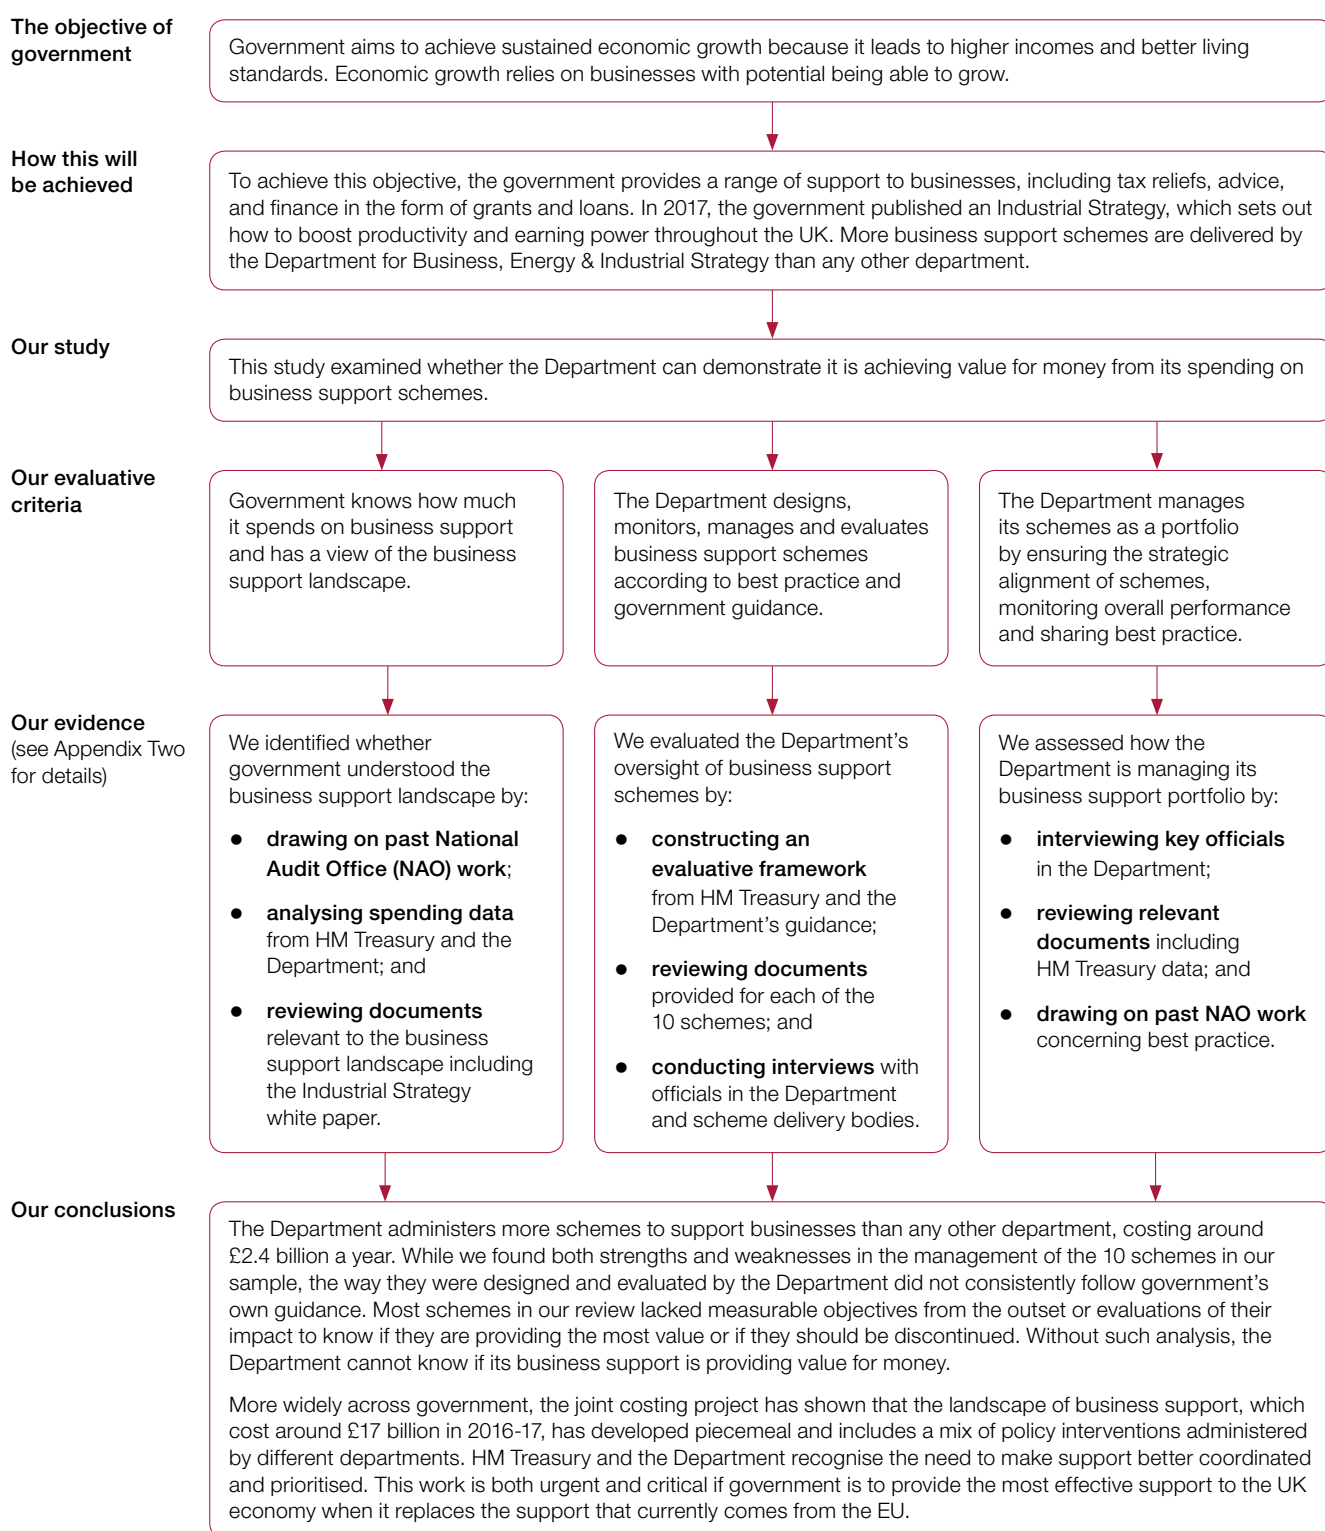 The objective of
government
Government aims to achieve sustained economic growth because it leads to higher incomes and better living
standards. Economic growth relies on businesses with potential being able to grow.
How this will
be achieved
To achieve this objective, the government provides a range of support to businesses, including tax reliefs, advice,
and finance in the form of grants and loans. In 2017, the government published an Industrial Strategy, which sets out
how to boost productivity and earning power throughout the UK. More business support schemes are delivered by
the Department for Business, Energy & Industrial Strategy than any other department.
Our study
This study examined whether the Department can demonstrate it is achieving value for money from its spending on
business support schemes.
Our evaluative
criteria
Government knows how much
it spends on business support
and has a view of the business
support landscape.
The Department designs,
monitors, manages and evaluates
business support schemes
according to best practice and
government guidance.
The Department manages
its schemes as a portfolio
by ensuring the strategic
alignment of schemes,
monitoring overall performance
and sharing best practice.
Our evidence
(see Appendix Two
for details)
We identified whether
government understood the
business support landscape by:
● drawing on past National
Audit Office (NAO) work;
● analysing spending data
from HM Treasury and the
Department; and
● reviewing documents
relevant to the business
support landscape including
the Industrial Strategy
white paper.
We evaluated the Department's
oversight of business support
schemes by:
● constructing an
evaluative framework
from HM Treasury and the
Department's guidance;
● reviewing documents
provided for each of the
10 schemes; and
● conducting interviews with
officials in the Department
and scheme delivery bodies.
We assessed how the
Department is managing its
business support portfolio by:
● interviewing key officials
in the Department;
● reviewing relevant
documents including
HM Treasury data; and
● drawing on past NAO work
concerning best practice.
Our conclusions
The Department administers more schemes to support businesses than any other department, costing around
£2.4 billion a year. While we found both strengths and weaknesses in the management of the 10 schemes in our
sample, the way they were designed and evaluated by the Department did not consistently follow government's
own guidance. Most schemes in our review lacked measurable objectives from the outset or evaluations of their
impact to know if they are providing the most value or if they should be discontinued. Without such analysis, the
Department cannot know if its business support is providing value for money.
More widely across government, the joint costing project has shown that the landscape of business support, which
cost around £17 billion in 2016-17, has developed piecemeal and includes a mix of policy interventions administered
by different departments. HM Treasury and the Department recognise the need to make support better coordinated
and prioritised. This work is both urgent and critical if government is to provide the most effective support to the UK
economy when it replaces the support that currently comes from the EU.